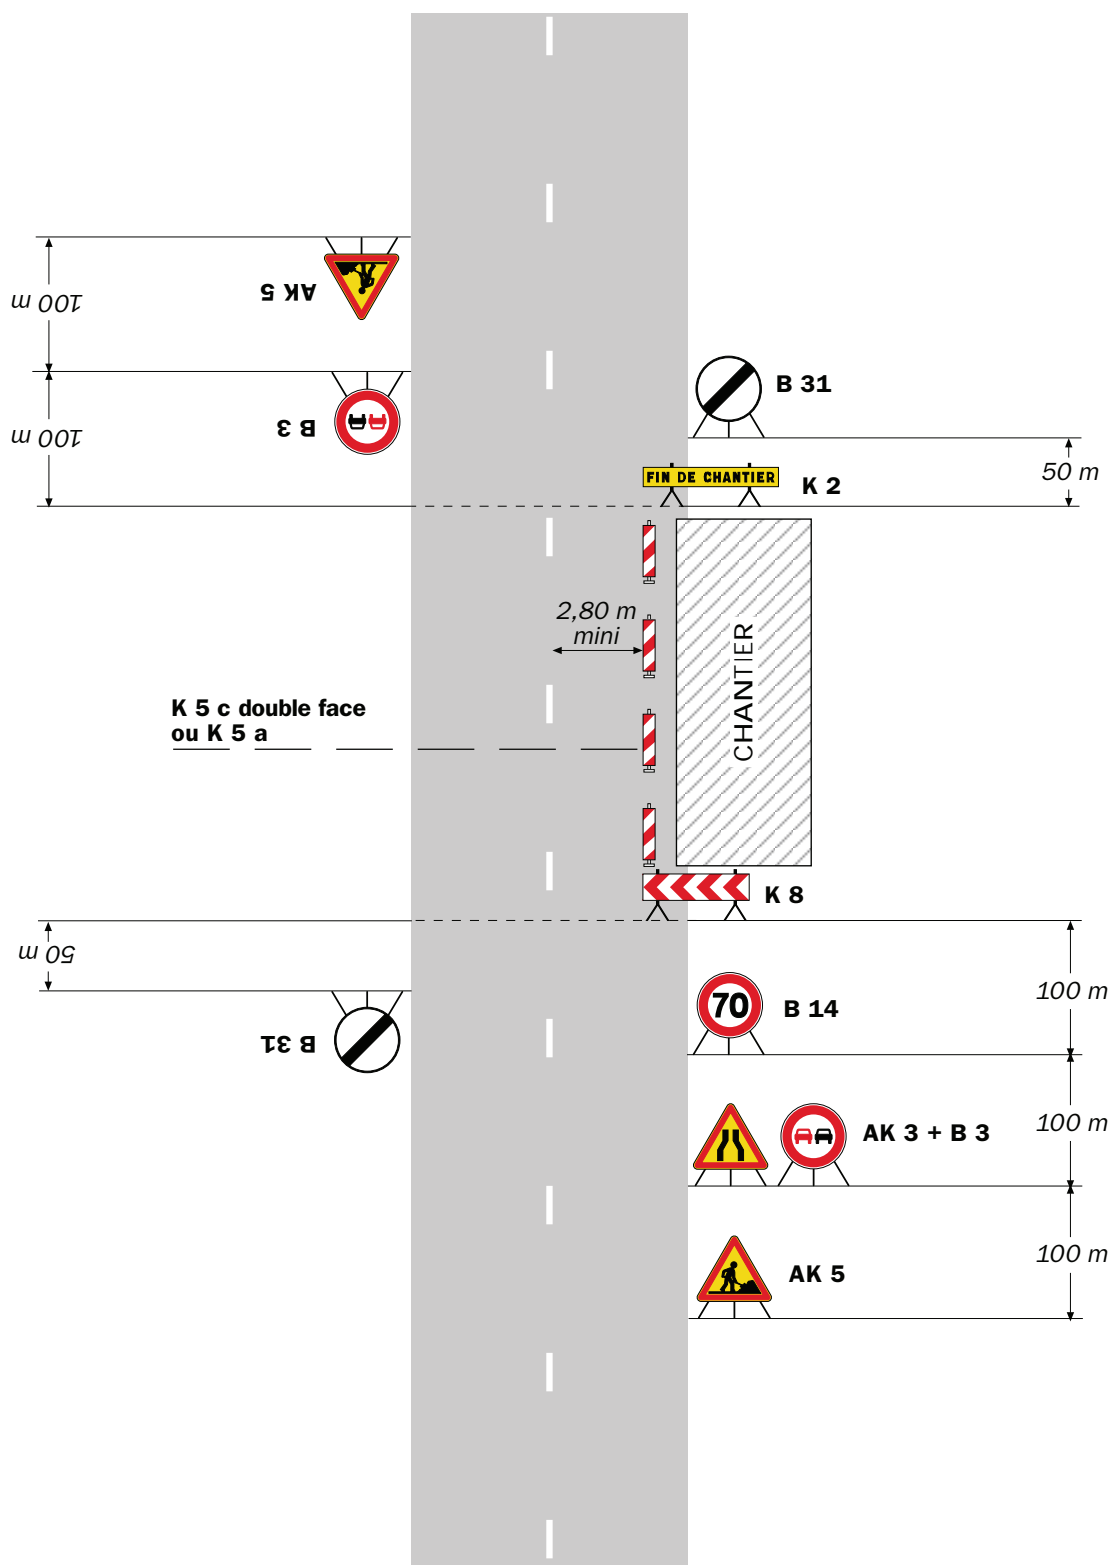 AK 5
100 m
B 3
100 m
B 31
FIN DE CHANTIER
K 2
50 m
2,80 m
mini
CHANTIER
K 5 c double face
ou K 5 a
K 8
50 m
B 31
70
B 14
100 m
AK 3 + B 3
100 m
AK 5
100 m